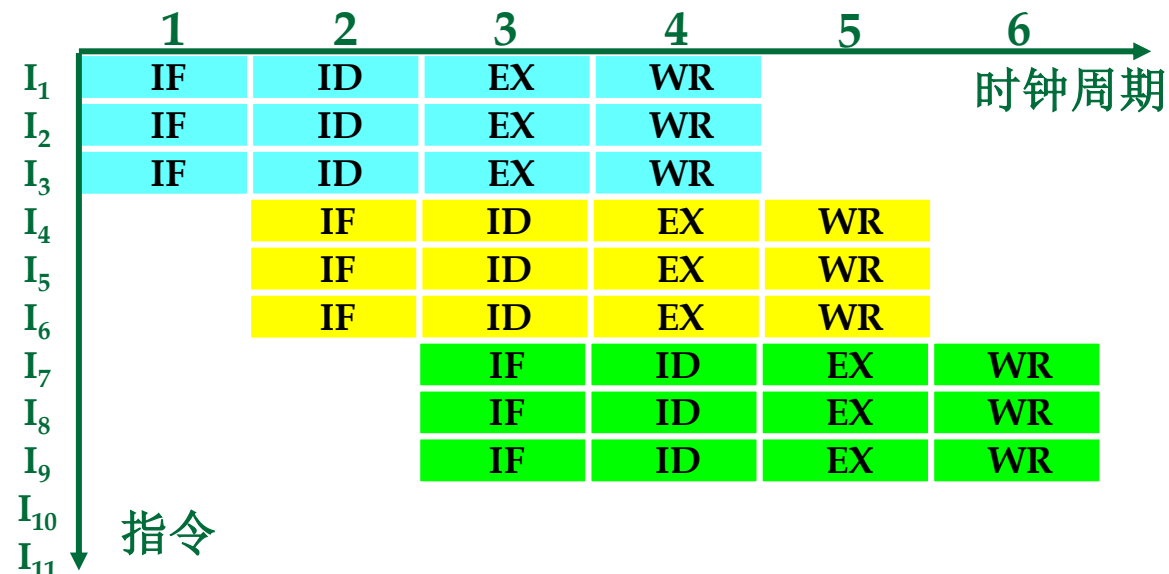 1 2 3 4 5 6
I₁ IF ID EX WR
时钟周期
I₂ IF ID EX WR
I₃ IF ID EX WR
I₄ IF ID EX WR
I₅ IF ID EX WR
I₆ IF ID EX WR
I₇ IF ID EX WR
I₈ IF ID EX WR
I₉ IF ID EX WR
I₁₀
指令
I₁₁